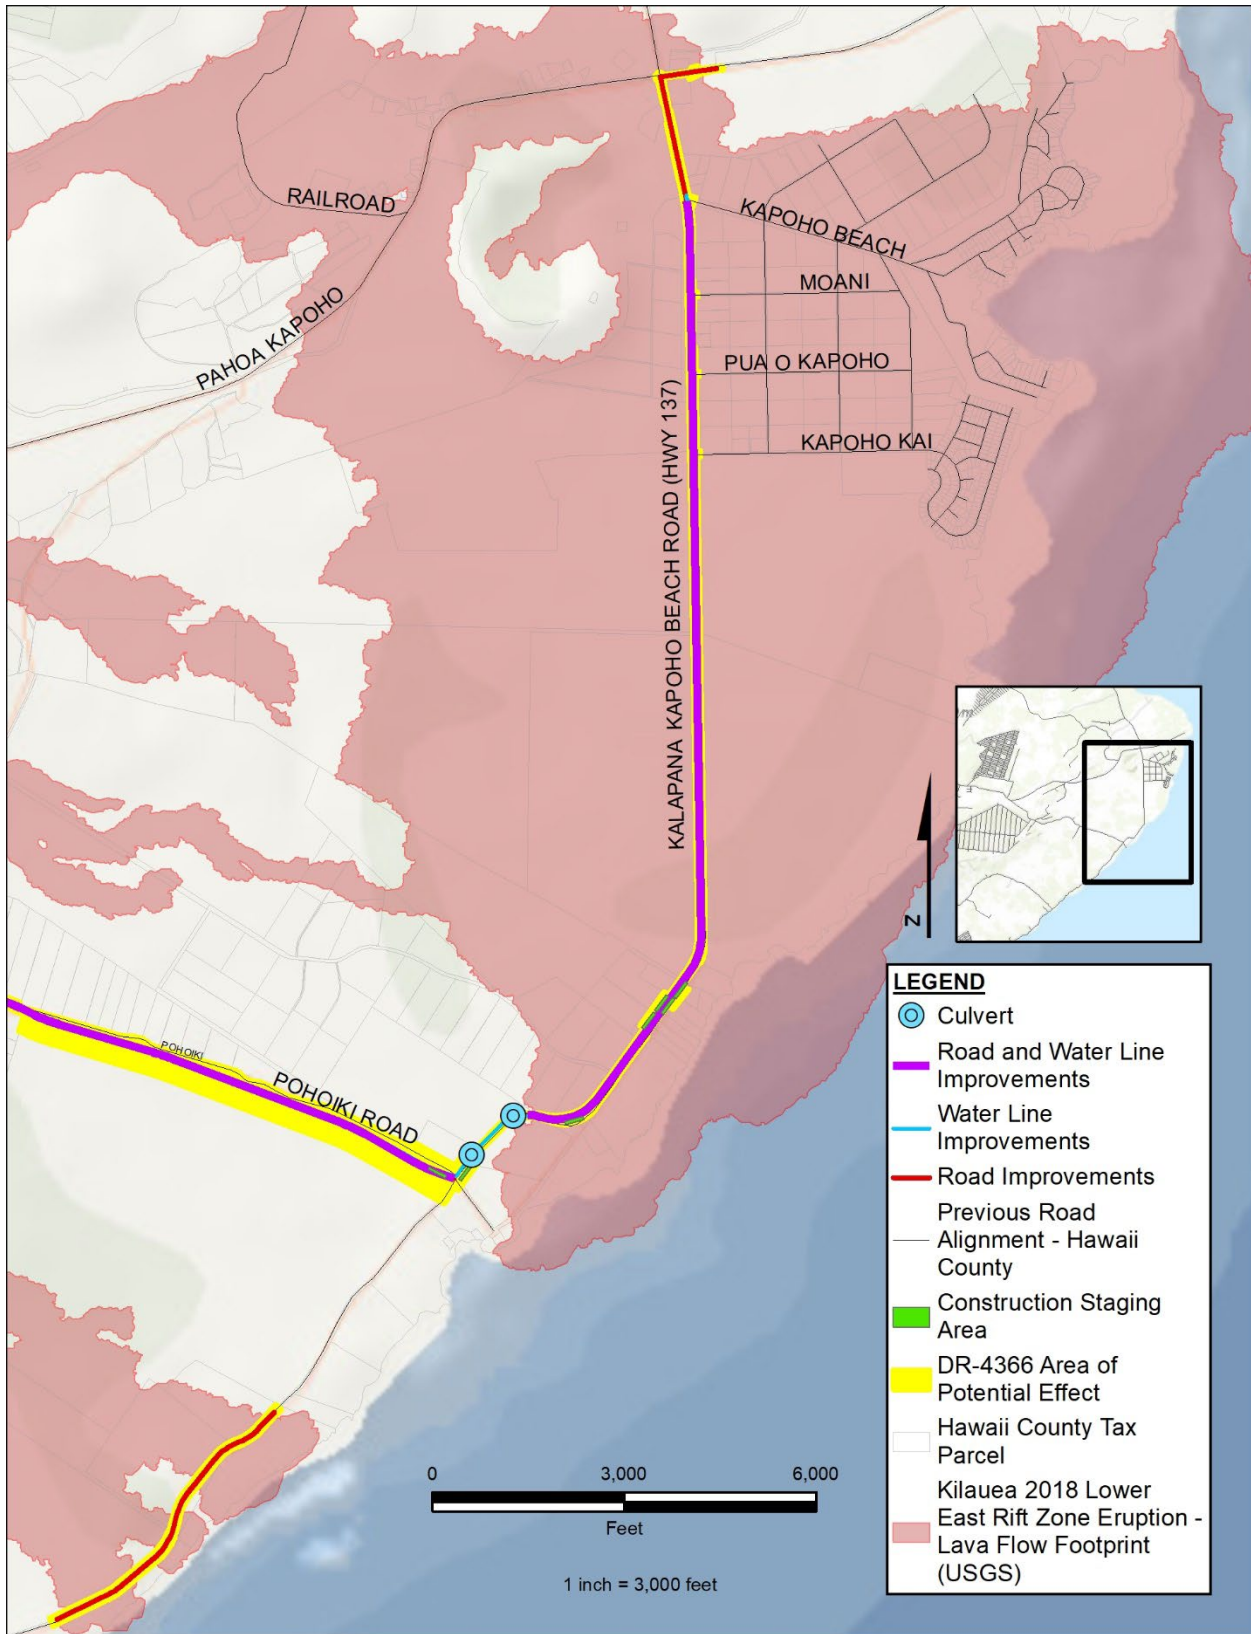 RAILROAD
KAPOHO BEACH
MOANI
PAHOA KAPOHO
PUA O KAPOHO
KAPOHO KAI
KALAPANA KAPOHO BEACH ROAD (HWY 137)
N
POHOIKI
POHOIKI ROAD
LEGEND
Culvert
Road and Water Line
Improvements
Water Line
Improvements
Road Improvements
Previous Road
Alignment - Hawaii
County
Construction Staging
Area
DR-4366 Area of
Potential Effect
Hawaii County Tax
Parcel
Kilauea 2018 Lower
East Rift Zone Eruption -
Lava Flow Footprint
(USGS)
0 3,000 6,000
Feet
1 inch = 3,000 feet